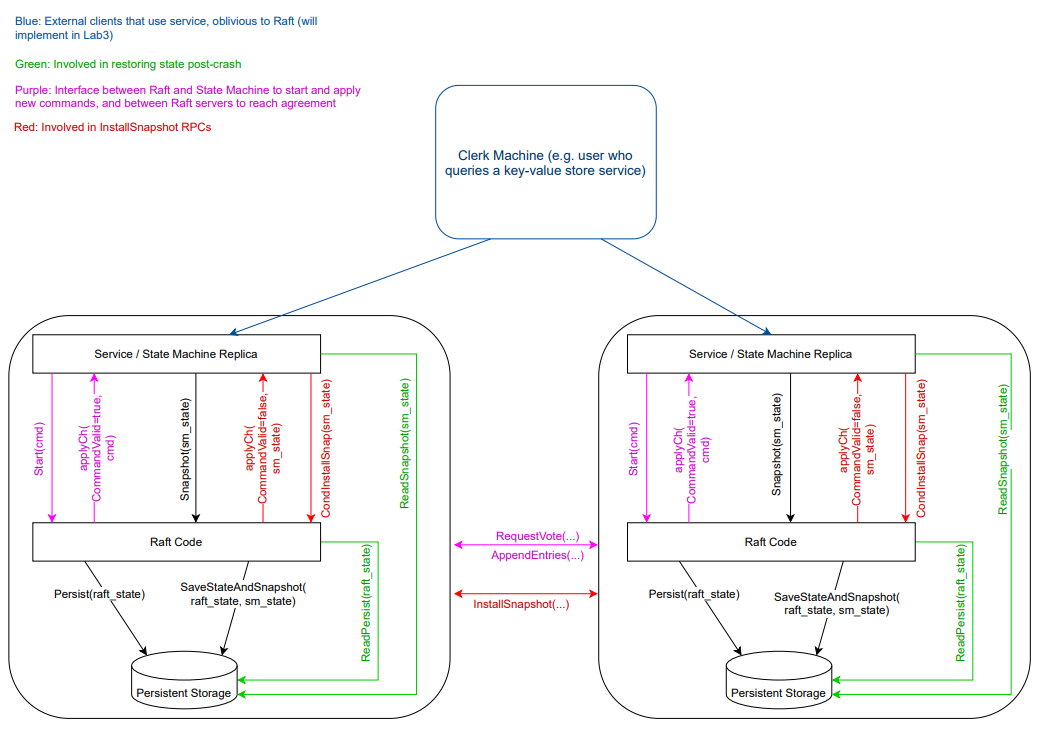 Blue: External clients that use service, oblivious to Raft (will
implement in Lab3)
Green: Involved in restoring state post-crash
Purple: Interface between Raft and State Machine to start and apply
new commands, and between Raft servers to reach agreement
Red: Involved in InstallSnapshot RPCs
Clerk Machine (e.g. user who
queries a key-value store service)
Service / State Machine Replica
Start(cmd)
applyCh(
CommandValid=true,
cmd)
Snapshot(sm_state)
applyCh(
CommandValid=false,
sm_state)
CondInstallSnap(sm_state)
ReadSnapshot(sm_state)
Raft Code
Persist(raft_state)
SaveStateAndSnapshot(
raft_state, sm_state)
ReadPersist(raft_state)
Persistent Storage
RequestVote(...)
AppendEntries(...)
InstallSnapshot(...)
Service / State Machine Replica
Start(cmd)
applyCh(
CommandValid=true,
cmd)
Snapshot(sm_state)
applyCh(
CommandValid=false,
sm_state)
CondInstallSnap(sm_state)
ReadSnapshot(sm_state)
Raft Code
Persist(raft_state)
SaveStateAndSnapshot(
raft_state, sm_state)
ReadPersist(raft_state)
Persistent Storage